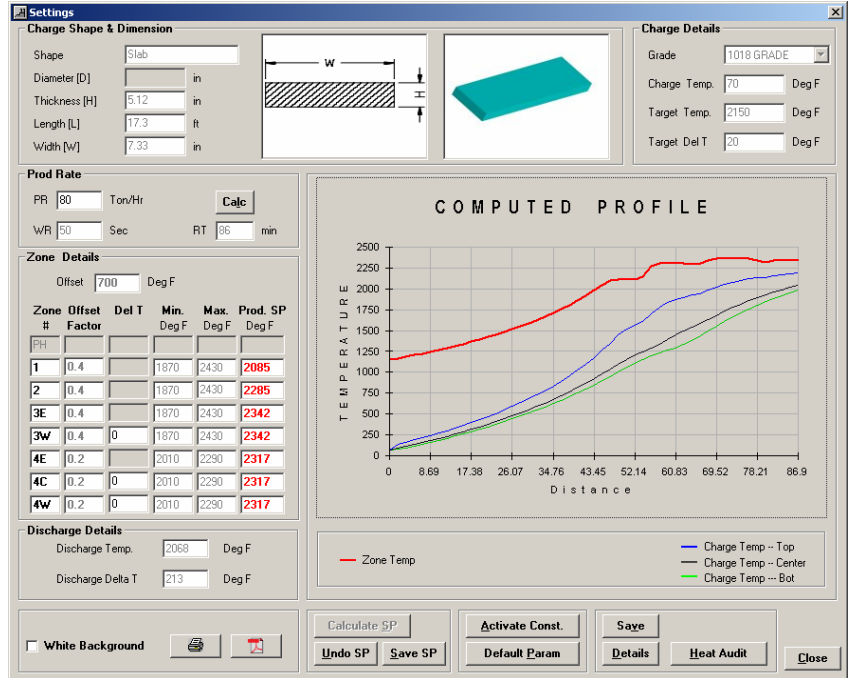 Settings
Charge Shape & Dimension
Shape Slab
Diameter [D] in
Thickness [H] 5.12 in
Length [L] 17.3 ft
Width [W] 7.33 in
W
H
Charge Details
Grade 1018 GRADE
Charge Temp. 70 Deg F
Target Temp. 2150 Deg F
Target Del T 20 Deg F
Prod Rate
PR 80 Ton/Hr Calc
WR 50 Sec RT 86 min
Zone Details
Offset 700 Deg F
Zone Offset Del T Min. Max. Prod. SP
# Factor Deg F Deg F Deg F
PH
1 0.4 1870 2430 2085
2 0.4 1870 2430 2285
3E 0.4 1870 2430 2342
3W 0.4 0 1870 2430 2342
4E 0.2 2010 2290 2317
4C 0.2 0 2010 2290 2317
4W 0.2 0 2010 2290 2317
Discharge Details
Discharge Temp. 2068 Deg F
Discharge Delta T 213 Deg F
COMPUTED PROFILE
TEMPERATURE
2500
2250
2000
1750
1500
1250
1000
750
500
250
0
0 8.69 17.38 26.07 34.76 43.45 52.14 60.83 69.52 78.21 86.9
Distance
Zone Temp
Charge Temp -- Top
Charge Temp -- Center
Charge Temp --- Bot
White Background
Calculate SP
Undo SP Save SP
Activate Const.
Default Param
Save
Details Heat Audit
Close